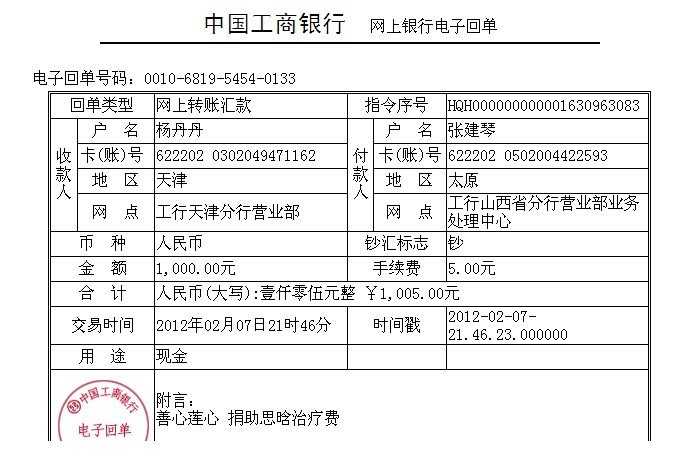 中国工商银行 网上银行电子回单
电子回单号码：0010-6819-5454-0133
回单类型 网上转账汇款 指令序号 HQH000000000001630963083
收款人 户 名 杨丹丹 付款人 户 名 张建琴
卡(账)号 622202 0302049471162 卡(账)号 622202 0502004422593
地 区 天津 地 区 太原
网 点 工行天津分行营业部 网 点 工行山西省分行营业部业务
处理中心
币 种 人民币 钞汇标志 钞
金 额 1,000.00元 手续费 5.00元
合 计 人民币(大写):壹仟零伍元整 ￥1,005.00元
交易时间 2012年02月07日21时46分 时间戳 2012-02-07-
21.46.23.000000
用 途 现金
中国工商银行
电子回单
附言：
善心莲心 捐助思晗治疗费